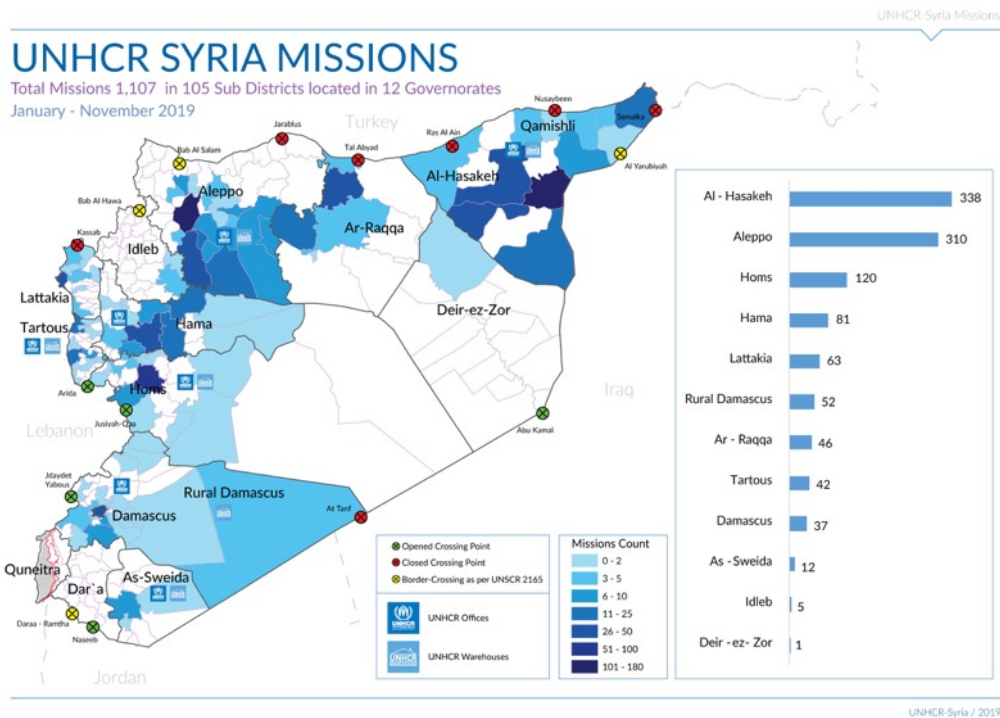 UNHCR-Syria Missions
UNHCR SYRIA MISSIONS
Total Missions 1,107 in 105 Sub Districts located in 12 Governorates
January - November 2019
Turkey
Nusaybeen
Semalka
Jarablus
Ras Al Ain
Qamishli
Bab Al Salam
Tal Abyad
Al Yarubiyah
Al-Hasakeh
Aleppo
Bab Al Hawa
Ar-Raqqa
Kassab
Idleb
Lattakia
Deir-ez-Zor
Tartous
Hama
Arida
Homs
Iraq
Jusiyah-Qaa
Lebanon
Abu Kamal
Jdaydet
Yabous
Rural Damascus
At Tanf
Damascus
Quneitra
As-Sweida
Dar`a
Daraa - Ramtha
Naseeb
Jordan
Opened Crossing Point
Closed Crossing Point
Border-Crossing as per UNSCR 2165
UNHCR
UNHCR Offices
UNHCR
UNHCR Warehouses
Missions Count
0 - 2
3 - 5
6 - 10
11 - 25
26 - 50
51 - 100
101 - 180
Al - Hasakeh 338
Aleppo 310
Homs 120
Hama 81
Lattakia 63
Rural Damascus 52
Ar - Raqqa 46
Tartous 42
Damascus 37
As - Sweida 12
Idleb 5
Deir - ez- Zor 1
UNHCR-Syria / 2019